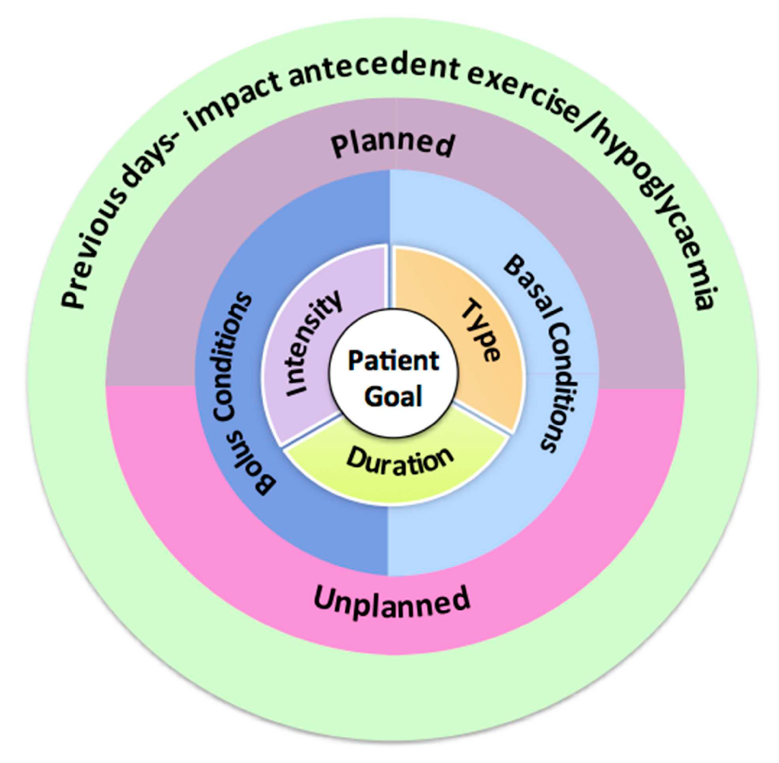 Previous days- impact antecedent exercise/hypoglycaemia
Planned
Bolus Conditions
Basal Conditions
Intensity
Type
Patient
Goal
Duration
Unplanned